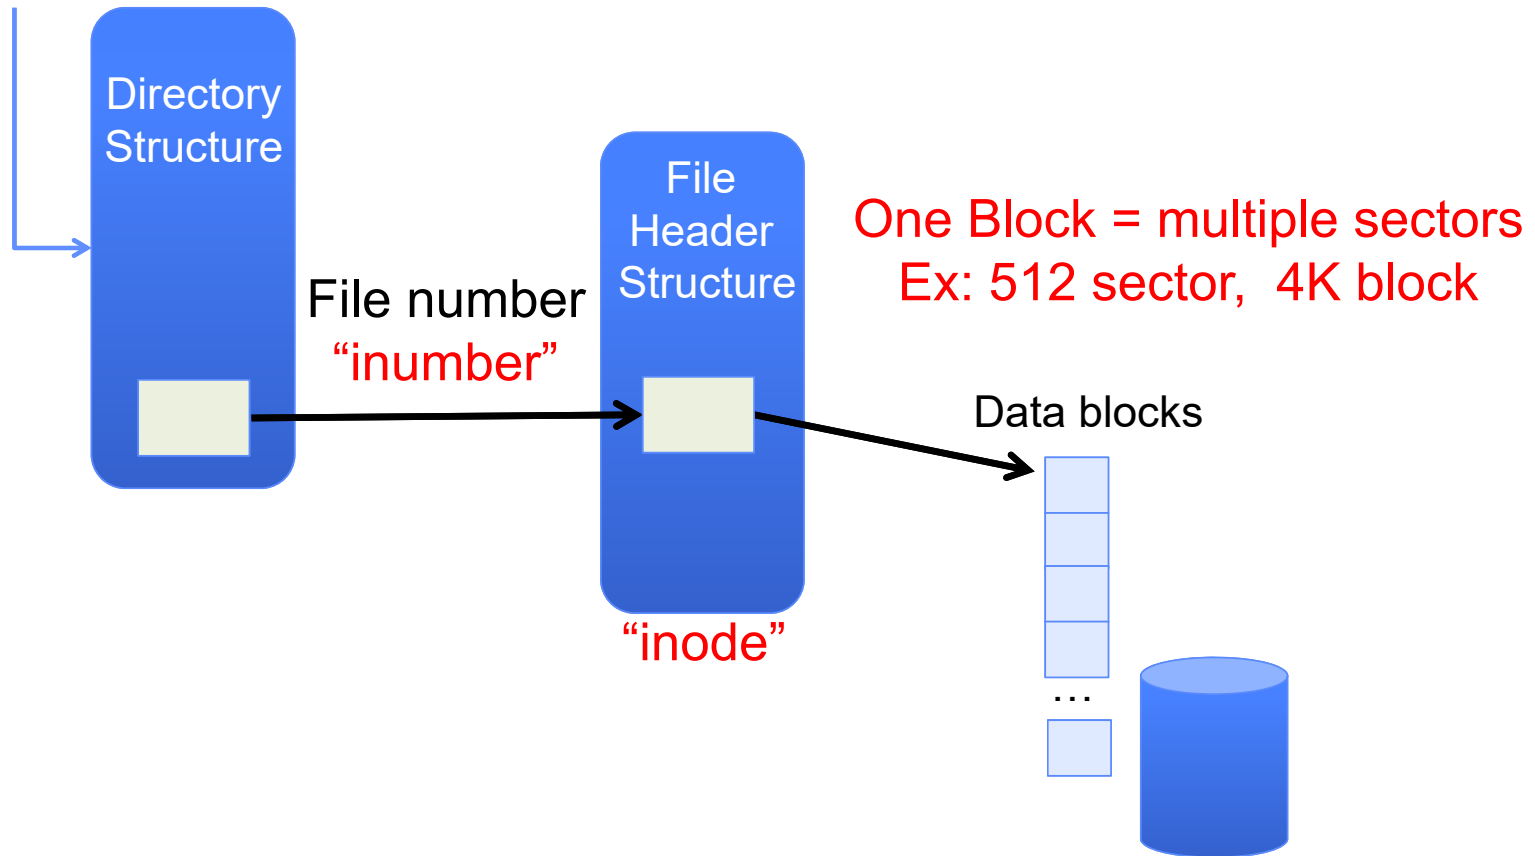 Directory
Structure
File number
“inumber”
File
Header
Structure
“inode”
One Block = multiple sectors
Ex: 512 sector, 4K block
Data blocks
...